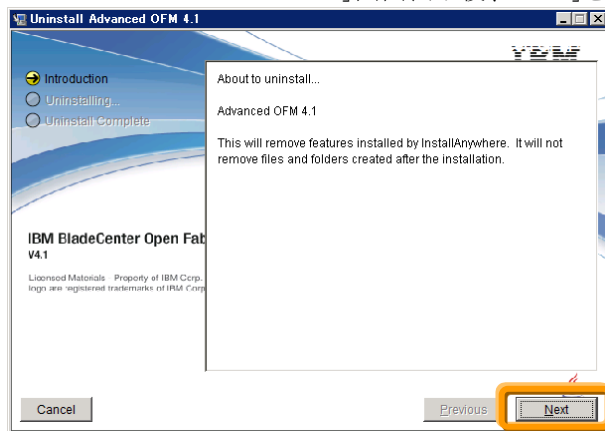 Uninstall Advanced OFM 4.1
IBM
Introduction
Uninstalling...
Uninstall Complete
About to uninstall...
Advanced OFM 4.1
This will remove features installed by InstallAnywhere. It will not
remove files and folders created after the installation.
IBM BladeCenter Open Fab
V4.1
Licensed Materials Property of IBM Corp.
logo are registered trademarks of IBM Corp
Cancel
Previous
Next